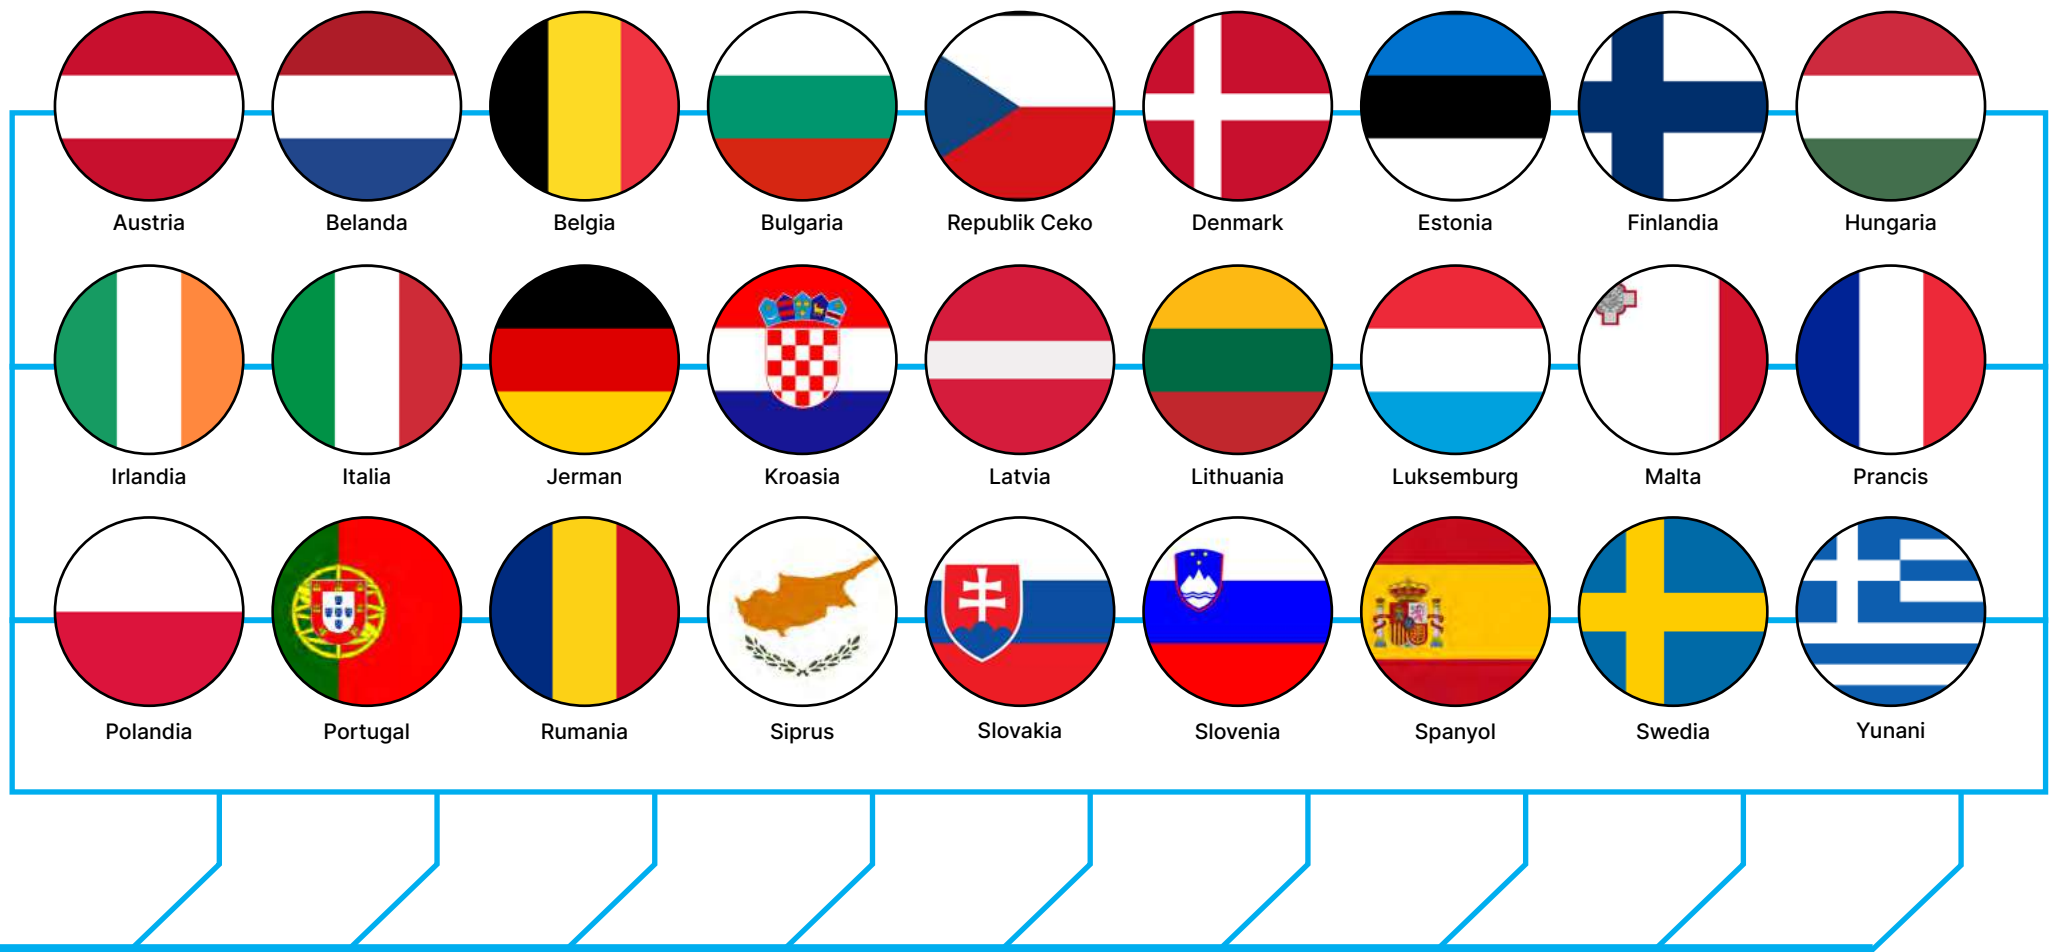 Austria
Belanda
Belgia
Bulgaria
Republik Ceko
Denmark
Estonia
Finlandia
Hungaria
Irlandia
Italia
Jerman
Kroasia
Latvia
Lithuania
Luksemburg
Malta
Prancis
Polandia
Portugal
Rumania
Siprus
Slovakia
Slovenia
Spanyol
Swedia
Yunani